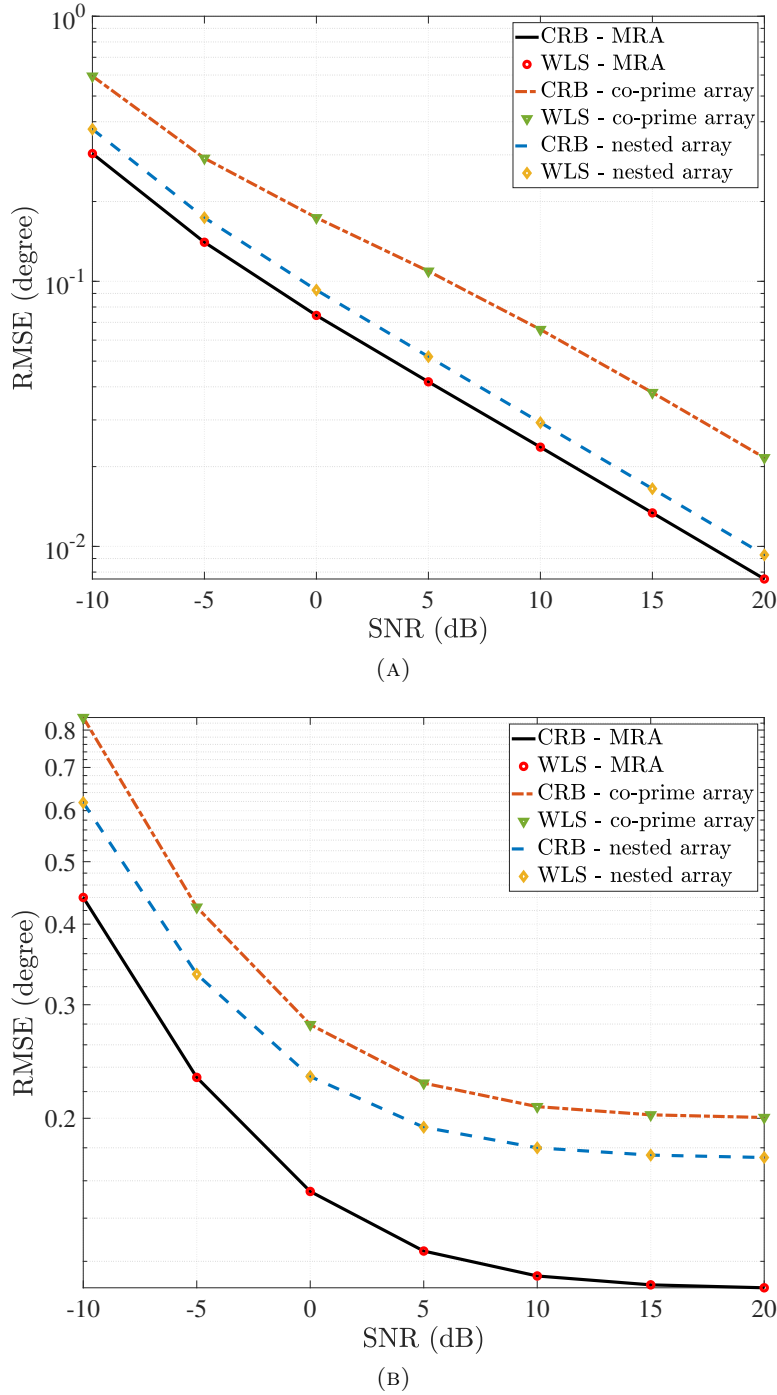 10^0
10^-1
10^-2
RMSE (degree)
CRB - MRA
WLS - MRA
CRB - co-prime array
WLS - co-prime array
CRB - nested array
WLS - nested array
-10 -5 0 5 10 15 20
SNR (dB)
(A)
0.8
0.7
0.6
0.5
0.4
0.3
0.2
RMSE (degree)
CRB - MRA
WLS - MRA
CRB - co-prime array
WLS - co-prime array
CRB - nested array
WLS - nested array
-10 -5 0 5 10 15 20
SNR (dB)
(B)